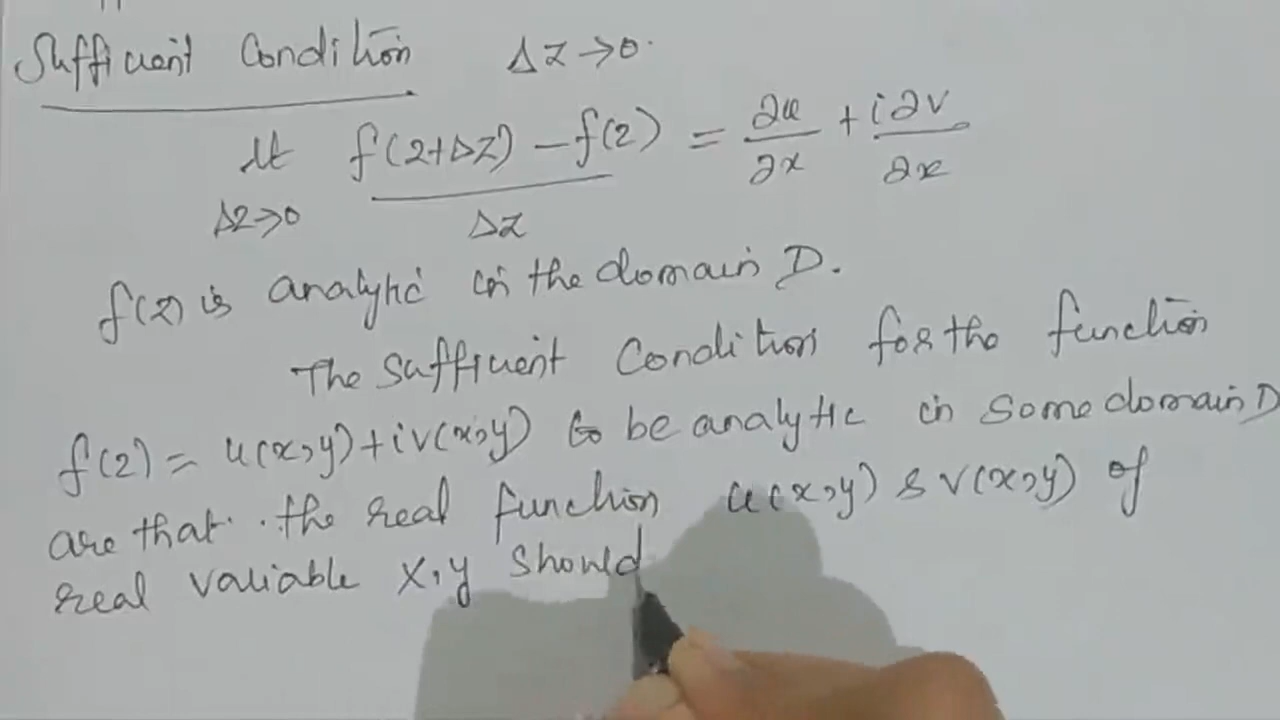 Sufficient Condition Δz→0.
lt f(z+Δz) - f(z) = ∂u + i∂v
Δz→0 Δz ∂x ∂x
f(z) is analytic in the domain D.
The Sufficient Condition for the function
f(z) = u(x,y)+iv(x,y) to be analytic in some domain D
are that the real function u(x,y) & v(x,y) of
real variable x,y should